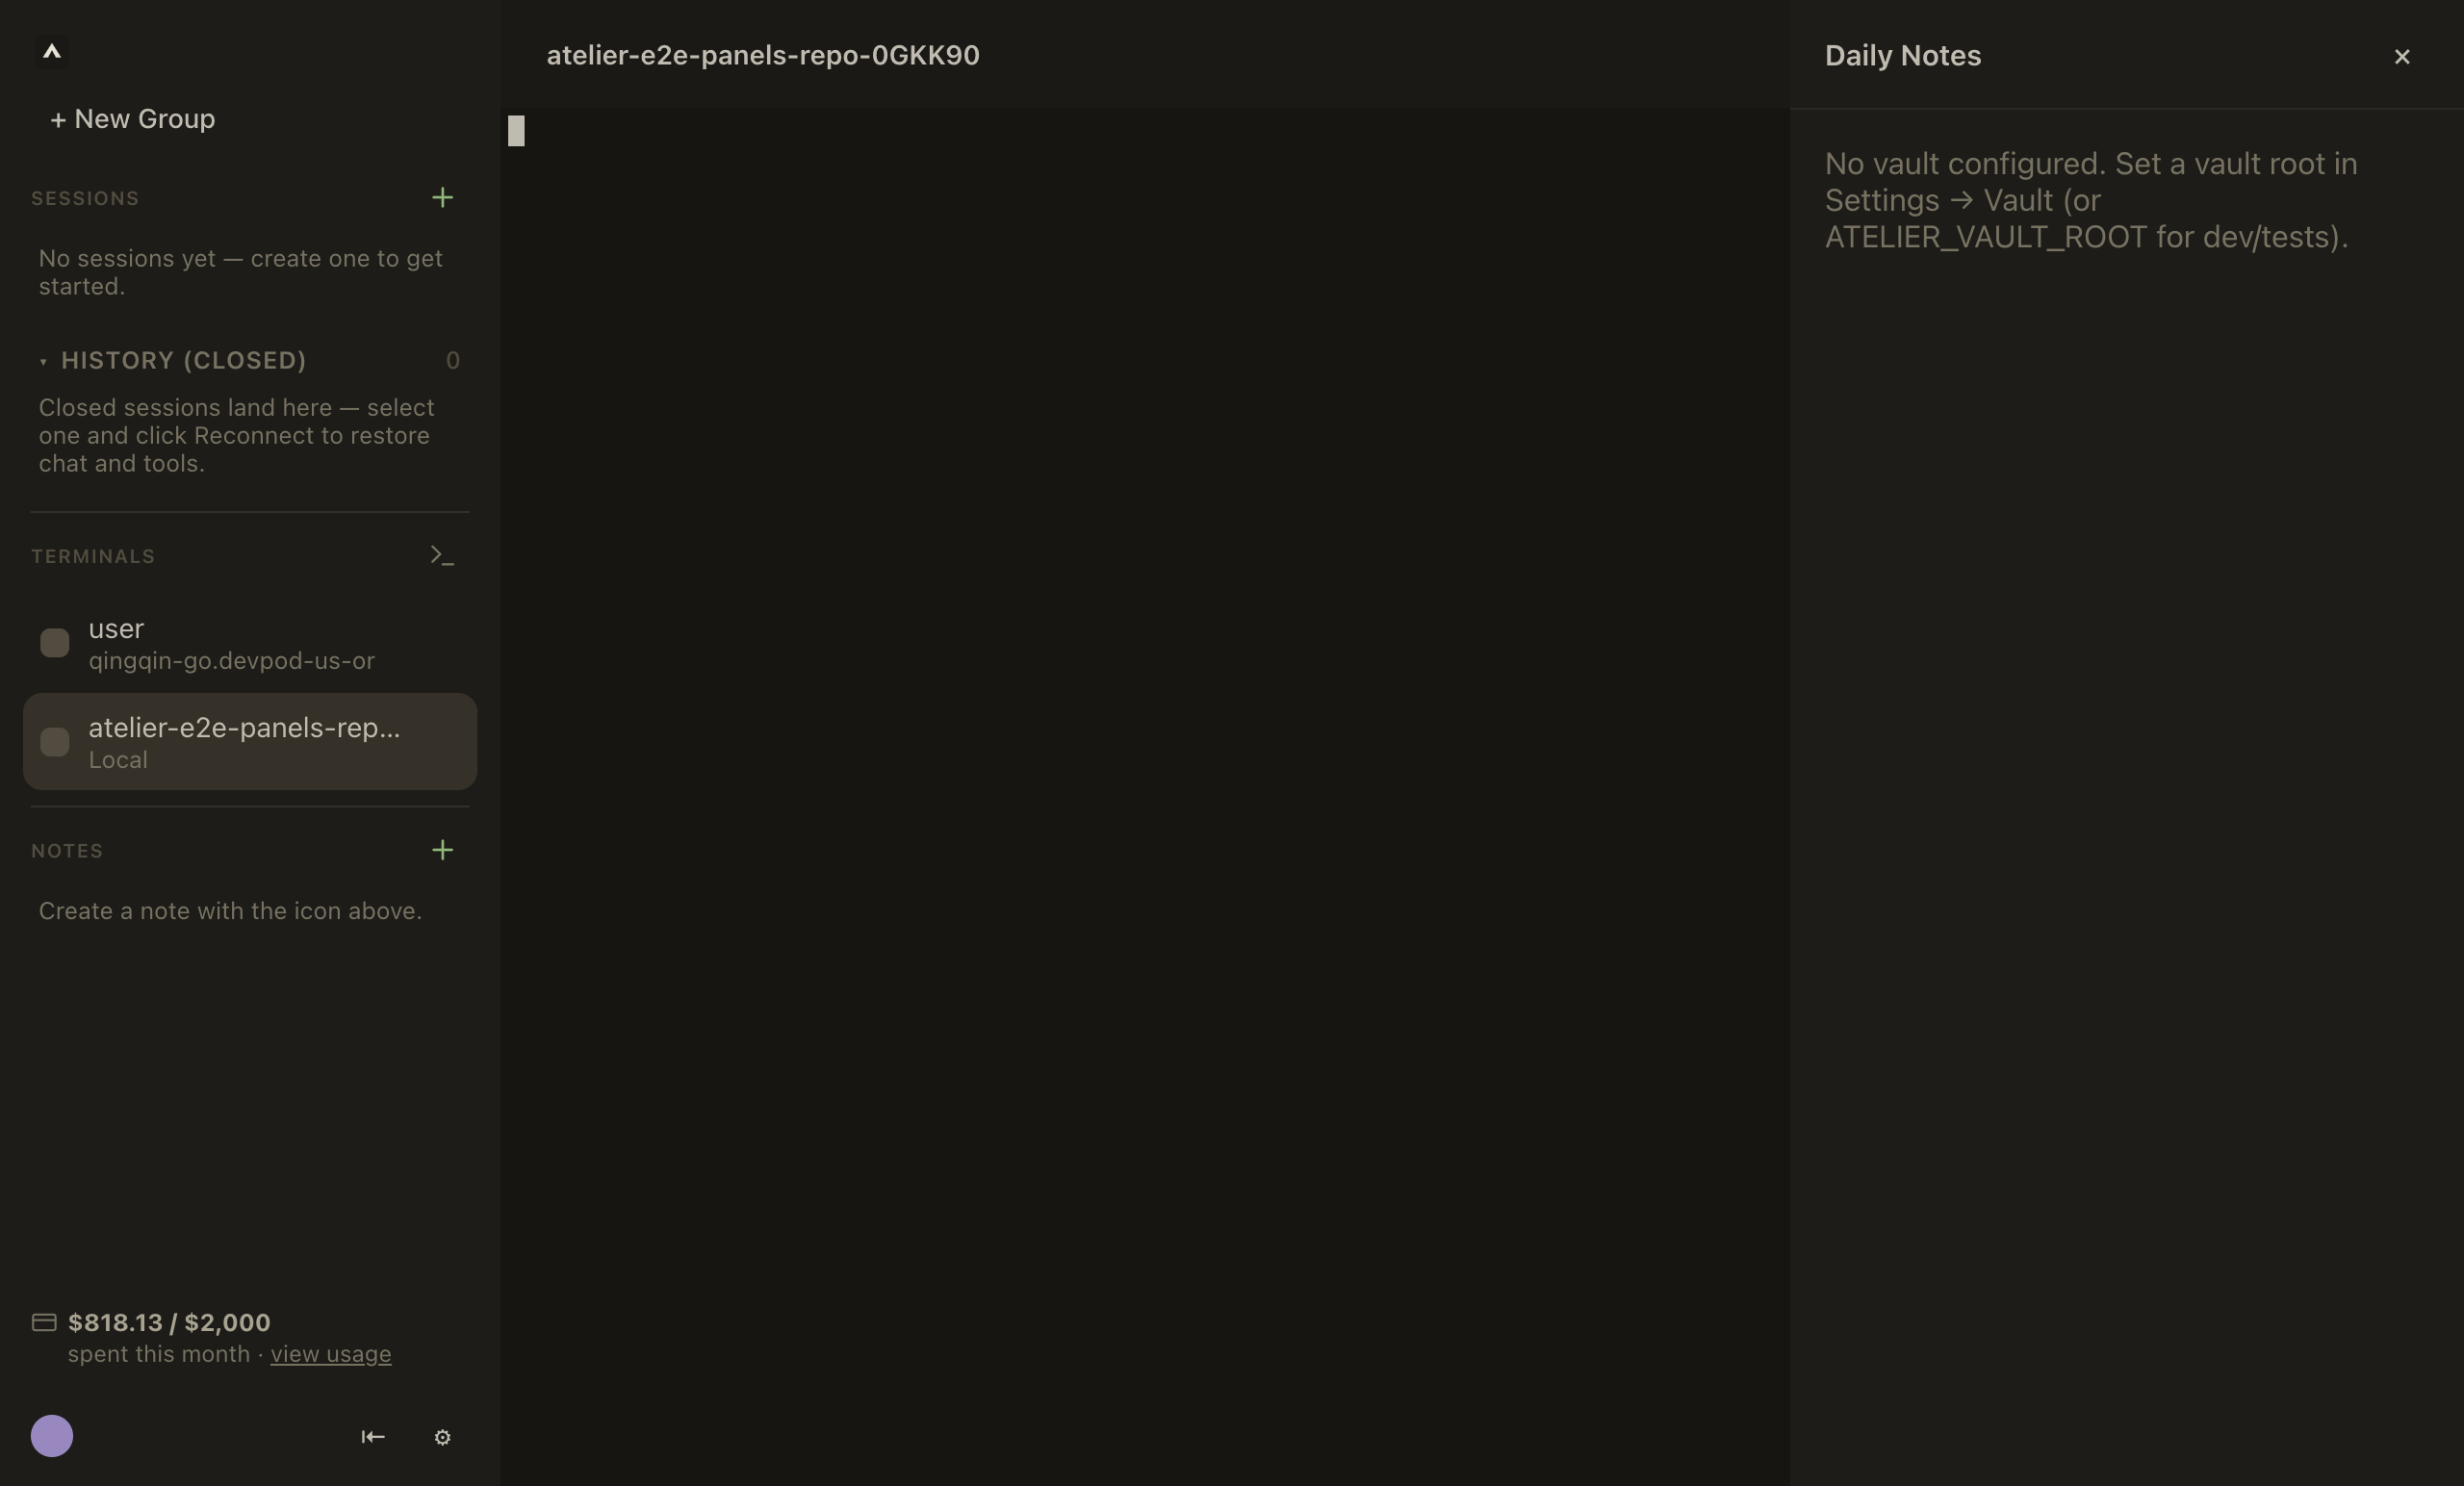 + New Group
SESSIONS
No sessions yet — create one to get
started.
HISTORY (CLOSED) 0
Closed sessions land here — select
one and click Reconnect to restore
chat and tools.
TERMINALS
user
qingqin-go.devpod-us-or
atelier-e2e-panels-rep...
Local
NOTES
Create a note with the icon above.
$818.13 / $2,000
spent this month · view usage
atelier-e2e-panels-repo-0GKK90
Daily Notes
No vault configured. Set a vault root in
Settings → Vault (or
ATELIER_VAULT_ROOT for dev/tests).